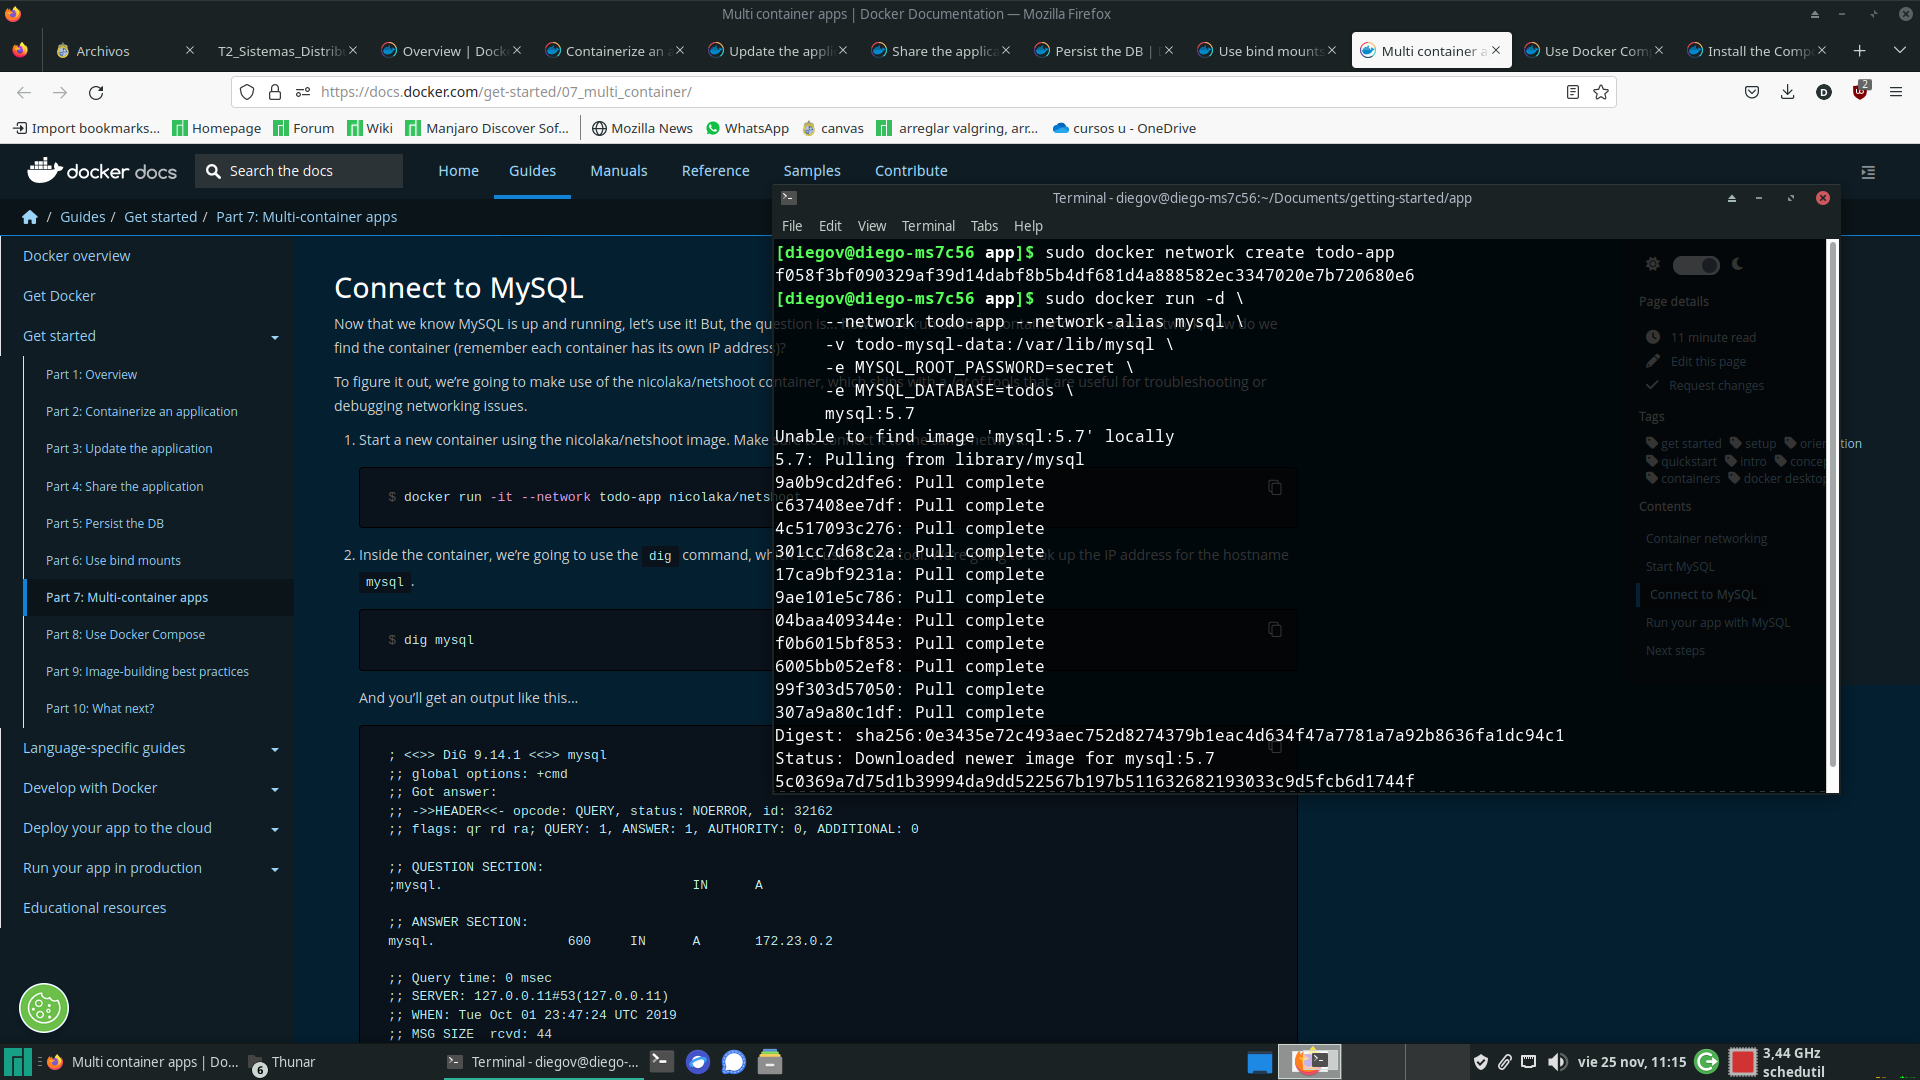 Multi container apps | Docker Documentation — Mozilla Firefox
Archivos
T2_Sistemas_Distrib
Overview | Dock
Containerize an
Update the appli
Share the applica
Persist the DB |
Use bind mounts
Multi container a
Use Docker Com
Install the Comp
https://docs.docker.com/get-started/07_multi_container/
2
Import bookmarks...
Homepage
Forum
Wiki
Manjaro Discover Sof...
Mozilla News
WhatsApp
canvas
arreglar valgring, arr...
cursos u - OneDrive
docker docs
Search the docs
Home
Guides
Manuals
Reference
Samples
Contribute
/ Guides / Get started / Part 7: Multi-container apps
Docker overview
Get Docker
Get started
Part 1: Overview
Part 2: Containerize an application
Part 3: Update the application
Part 4: Share the application
Part 5: Persist the DB
Part 6: Use bind mounts
Part 7: Multi-container apps
Part 8: Use Docker Compose
Part 9: Image-building best practices
Part 10: What next?
Language-specific guides
Develop with Docker
Deploy your app to the cloud
Run your app in production
Educational resources
Connect to MySQL
Now that we know MySQL is up and running, let's use it! But, the question is... how do we
find the container (remember each container has its own IP address)?
To figure it out, we're going to make use of the nicolaka/netshoot container, which ships with a lot of tools that are useful for troubleshooting or
debugging networking issues.
1. Start a new container using the nicolaka/netshoot image. Make
$ docker run -it --network todo-app nicolaka/netshoot
2. Inside the container, we're going to use the dig command, up the IP address for the hostname
mysql .
$ dig mysql
And you'll get an output like this...
; <<>> DiG 9.14.1 <<>> mysql
;; global options: +cmd
;; Got answer:
;; ->>HEADER<<- opcode: QUERY, status: NOERROR, id: 32162
;; flags: qr rd ra; QUERY: 1, ANSWER: 1, AUTHORITY: 0, ADDITIONAL: 0
;; QUESTION SECTION:
;mysql. IN A
;; ANSWER SECTION:
mysql. 600 IN A 172.23.0.2
;; Query time: 0 msec
;; SERVER: 127.0.0.11#53(127.0.0.11)
;; WHEN: Tue Oct 01 23:47:24 UTC 2019
;; MSG SIZE rcvd: 44
Terminal - diegov@diego-ms7c56:~/Documents/getting-started/app
File Edit View Terminal Tabs Help
[diegov@diego-ms7c56 app]$ sudo docker network create todo-app
f058f3bf090329af39d14dabf8b5b4df681d4a888582ec3347020e7b720680e6
[diegov@diego-ms7c56 app]$ sudo docker run -d \
--network todo-app --network-alias mysql \
-v todo-mysql-data:/var/lib/mysql \
-e MYSQL_ROOT_PASSWORD=secret \
-e MYSQL_DATABASE=todos \
mysql:5.7
Unable to find image 'mysql:5.7' locally
5.7: Pulling from library/mysql
9a0b9cd2dfe6: Pull complete
c637408ee7df: Pull complete
4c517093c276: Pull complete
301cc7d68c2a: Pull complete
17ca9bf9231a: Pull complete
9ae101e5c786: Pull complete
04baa409344e: Pull complete
f0b6015bf853: Pull complete
6005bb052ef8: Pull complete
99f303d57050: Pull complete
307a9a80c1df: Pull complete
Digest: sha256:0e3435e72c493aec752d8274379b1eac4d634f47a7781a7a92b8636fa1dc94c1
Status: Downloaded newer image for mysql:5.7
5c0369a7d75d1b39994da9dd522567b197b511632682193033c9d5fcb6d1744f
Page details
11 minute read
Edit this page
Request changes
Tags
get started setup orientation
quickstart intro concep
containers docker desktop
Contents
Container networking
Start MySQL
Connect to MySQL
Run your app with MySQL
Next steps
Multi container apps | Do...
6
Thunar
Terminal - diegov@diego-...
vie 25 nov, 11:15
3,44 GHz
schedutil